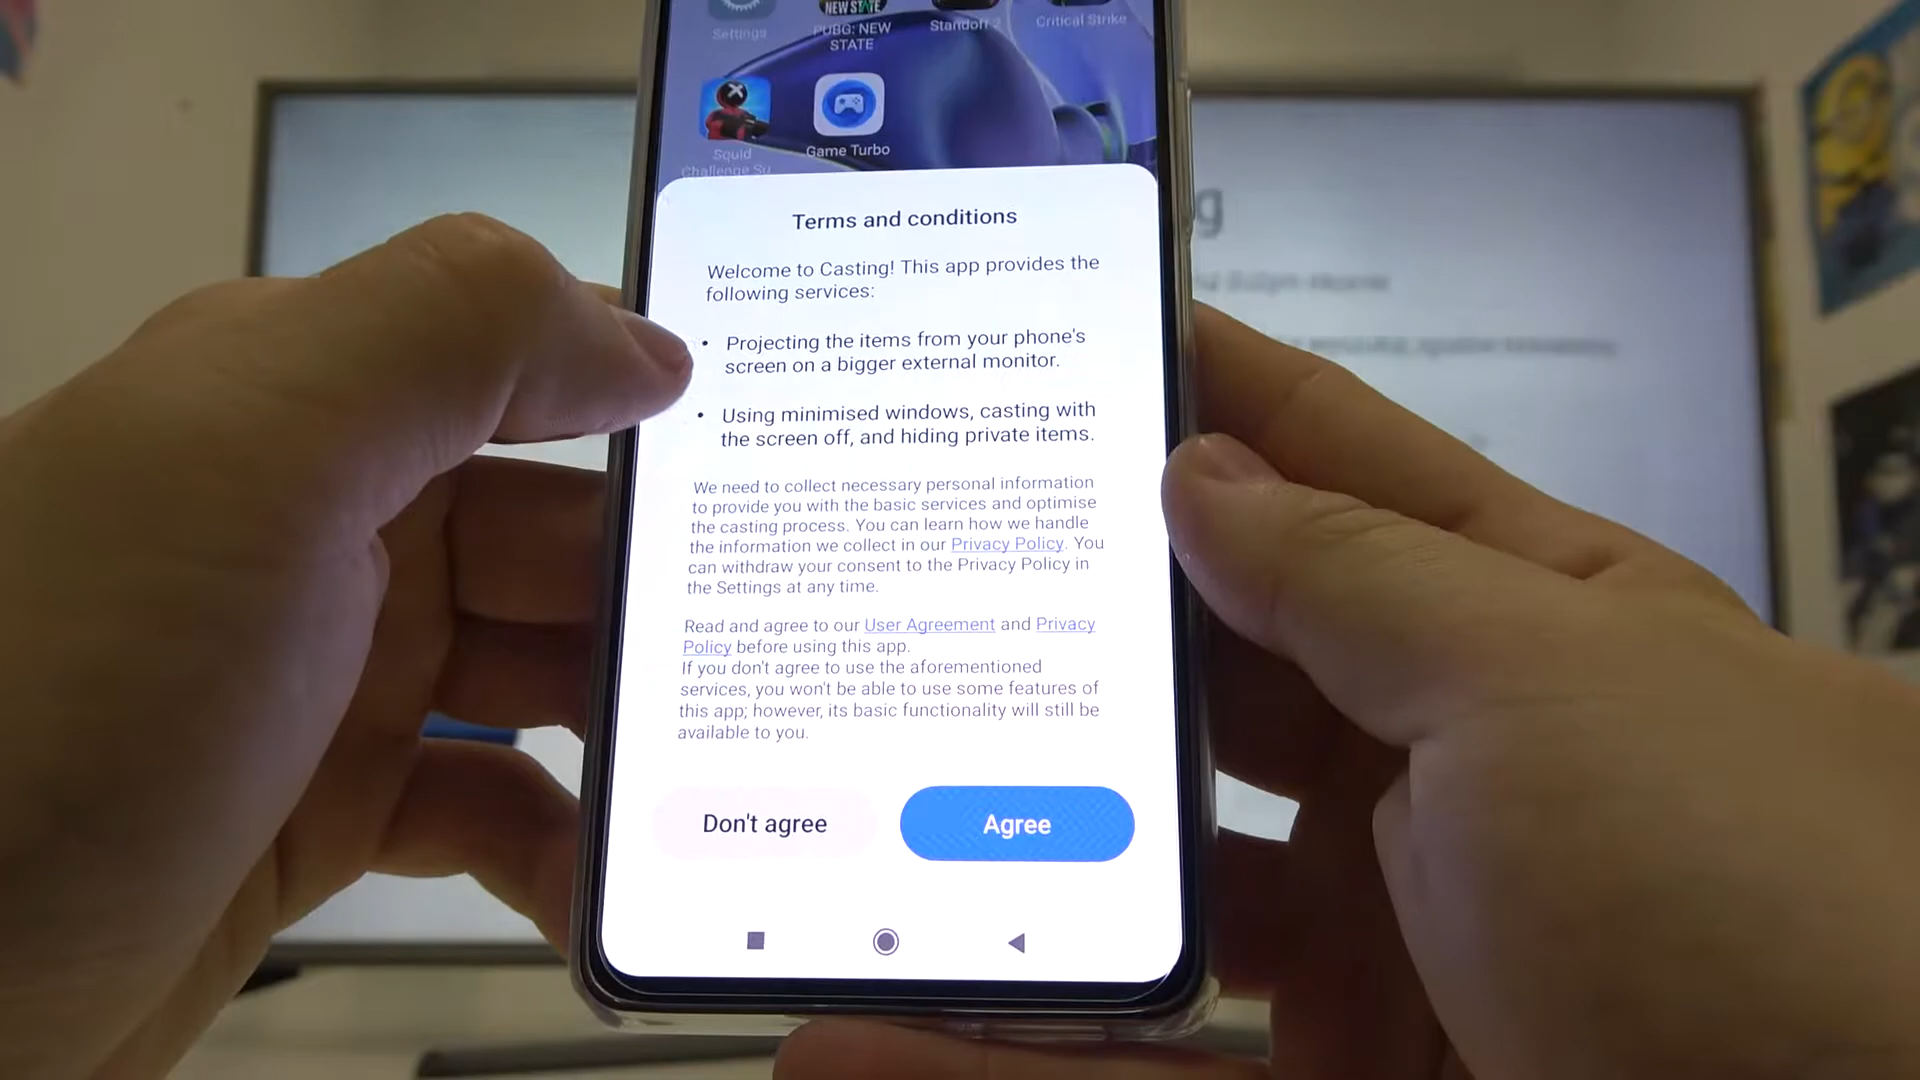 Settings
NEW STATE
PUBG: NEW
STATE
Standoff 2
Critical Strike
Squid
Challenge Su
Game Turbo
g
Terms and conditions
Welcome to Casting! This app provides the
following services:
• Projecting the items from your phone's
screen on a bigger external monitor.
• Using minimised windows, casting with
the screen off, and hiding private items.
We need to collect necessary personal information
to provide you with the basic services and optimise
the casting process. You can learn how we handle
the information we collect in our Privacy Policy. You
can withdraw your consent to the Privacy Policy in
the Settings at any time.
Read and agree to our User Agreement and Privacy
Policy before using this app.
If you don't agree to use the aforementioned
services, you won't be able to use some features of
this app; however, its basic functionality will still be
available to you.
Don't agree
Agree